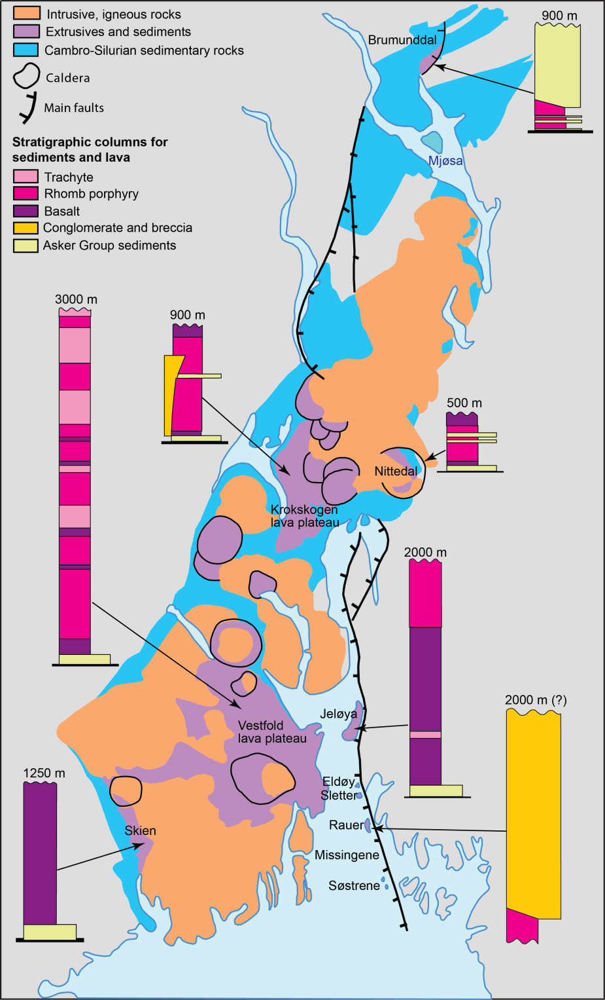 Intrusive, igneous rocks
Extrusives and sediments
Cambro-Silurian sedimentary rocks
Caldera
Main faults
Stratigraphic columns for
sediments and lava
Trachyte
Rhomb porphyry
Basalt
Conglomerate and breccia
Asker Group sediments
900 m
Brumunddal
Mjøsa
3000 m
900 m
500 m
Nittedal
Krokskogen
lava plateau
2000 m
2000 m (?)
Jeløya
Vestfold
lava plateau
1250 m
Eldøy
Sletter
Rauer
Skien
Missingene
Søstrene